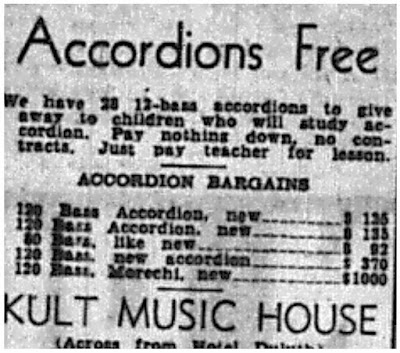 Accordions Free
We have 28 12-bass accordions to give
away to children who will study ac-
cordion. Pay nothing down, no con-
tracts. Just pay teacher for lesson.
ACCORDION BARGAINS
120 Bass Accordion, new $ 135
120 Bass Accordion, new $ 135
80 Bass, like new $ 92
120 Bass, new accordion $ 370
120 Bass, Morechi, new $1000
KULT MUSIC HOUSE
(Across from Hotel Duluth)